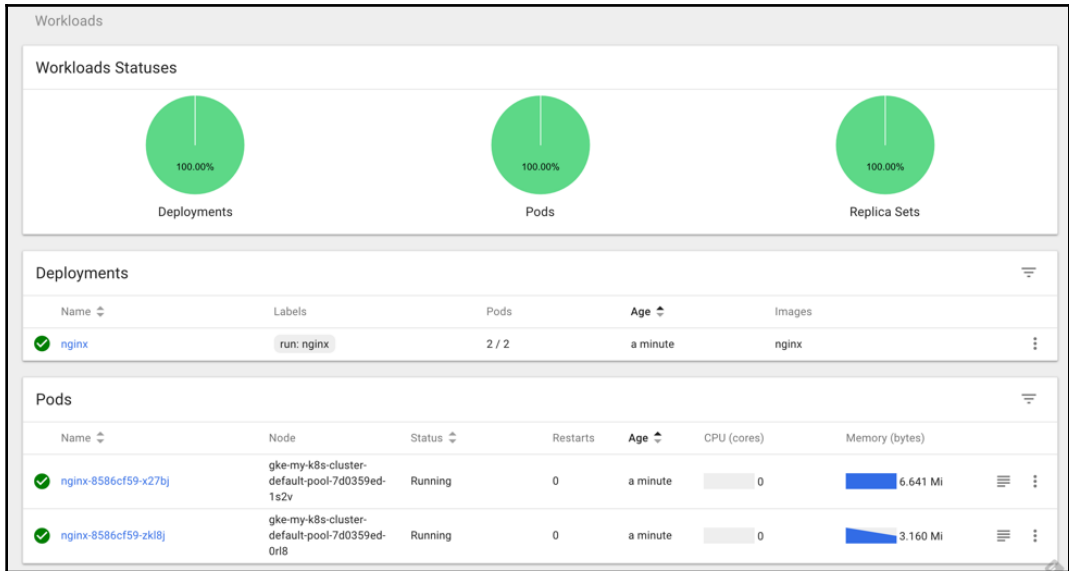 Workloads
Workloads Statuses
100.00% 100.00% 100.00%
Deployments Pods Replica Sets
Deployments
Name Labels Pods Age Images
nginx run: nginx 2 / 2 a minute nginx
Pods
Name Node Status Restarts Age CPU (cores) Memory (bytes)
gke-my-k8s-cluster-
nginx-8586cf59-x27bj default-pool-7d0359ed- Running 0 a minute 0 6.641 Mi
1s2v
gke-my-k8s-cluster-
nginx-8586cf59-zkl8j default-pool-7d0359ed- Running 0 a minute 0 3.160 Mi
0rl8